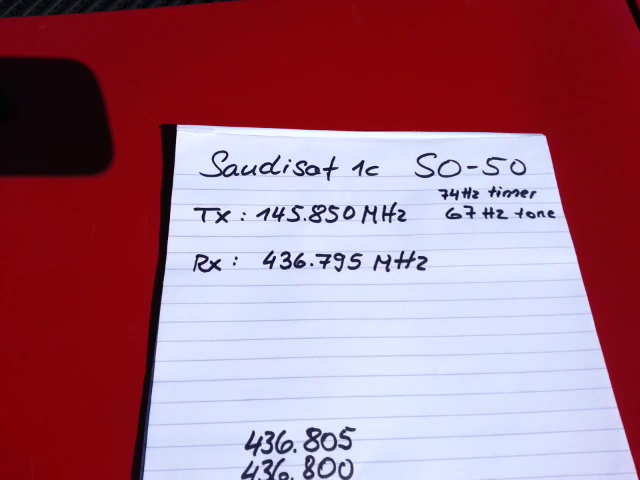 Saudisat 1c SO-50
74Hz timer
Tx: 145.850 MHz 67 Hz tone
Rx: 436.795 MHz
436.805
436.800